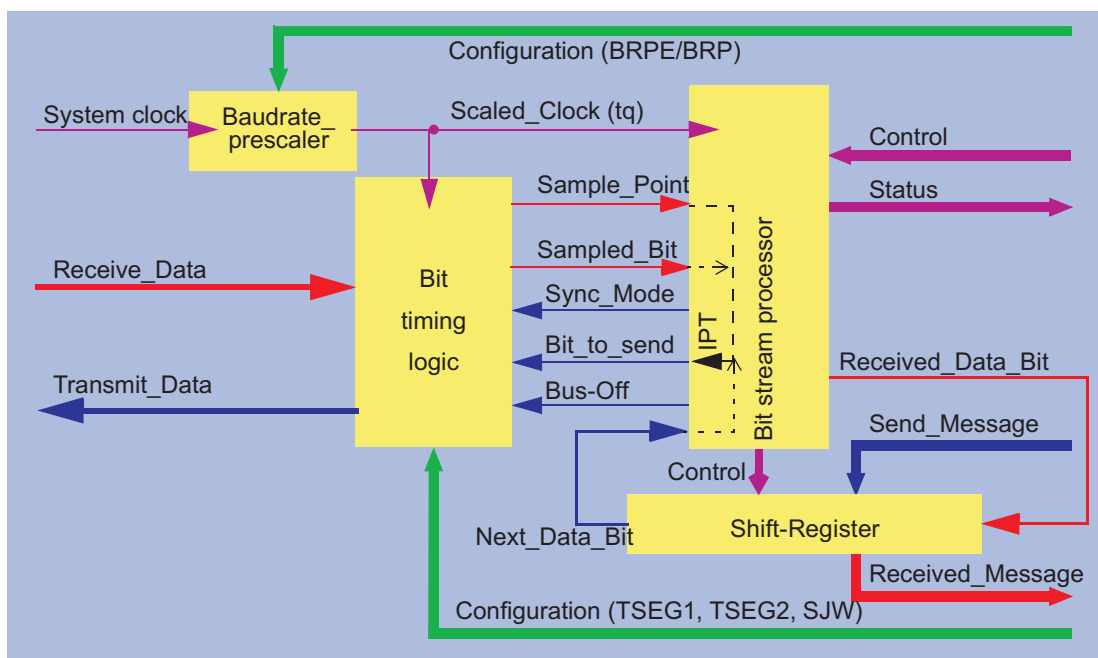 Configuration (BRPE/BRP)
System clock
Baudrate_
prescaler
Scaled_Clock (tq)
Control
Sample_Point
Status
Sampled_Bit
Receive_Data
Bit
timing
logic
Sync_Mode
IPT
Bit stream processor
Bit_to_send
Received_Data_Bit
Transmit_Data
Bus-Off
Send_Message
Control
Next_Data_Bit
Shift-Register
Received_Message
Configuration (TSEG1, TSEG2, SJW)